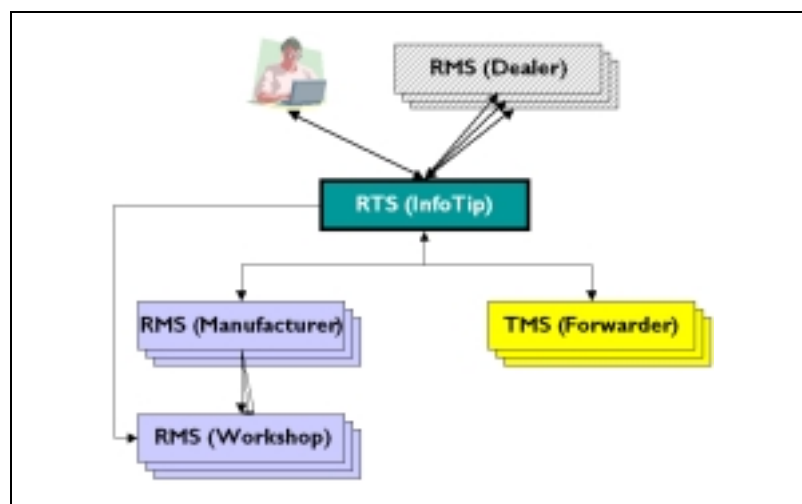 RMS (Dealer)
RTS (InfoTip)
RMS (Manufacturer)
TMS (Forwarder)
RMS (Workshop)